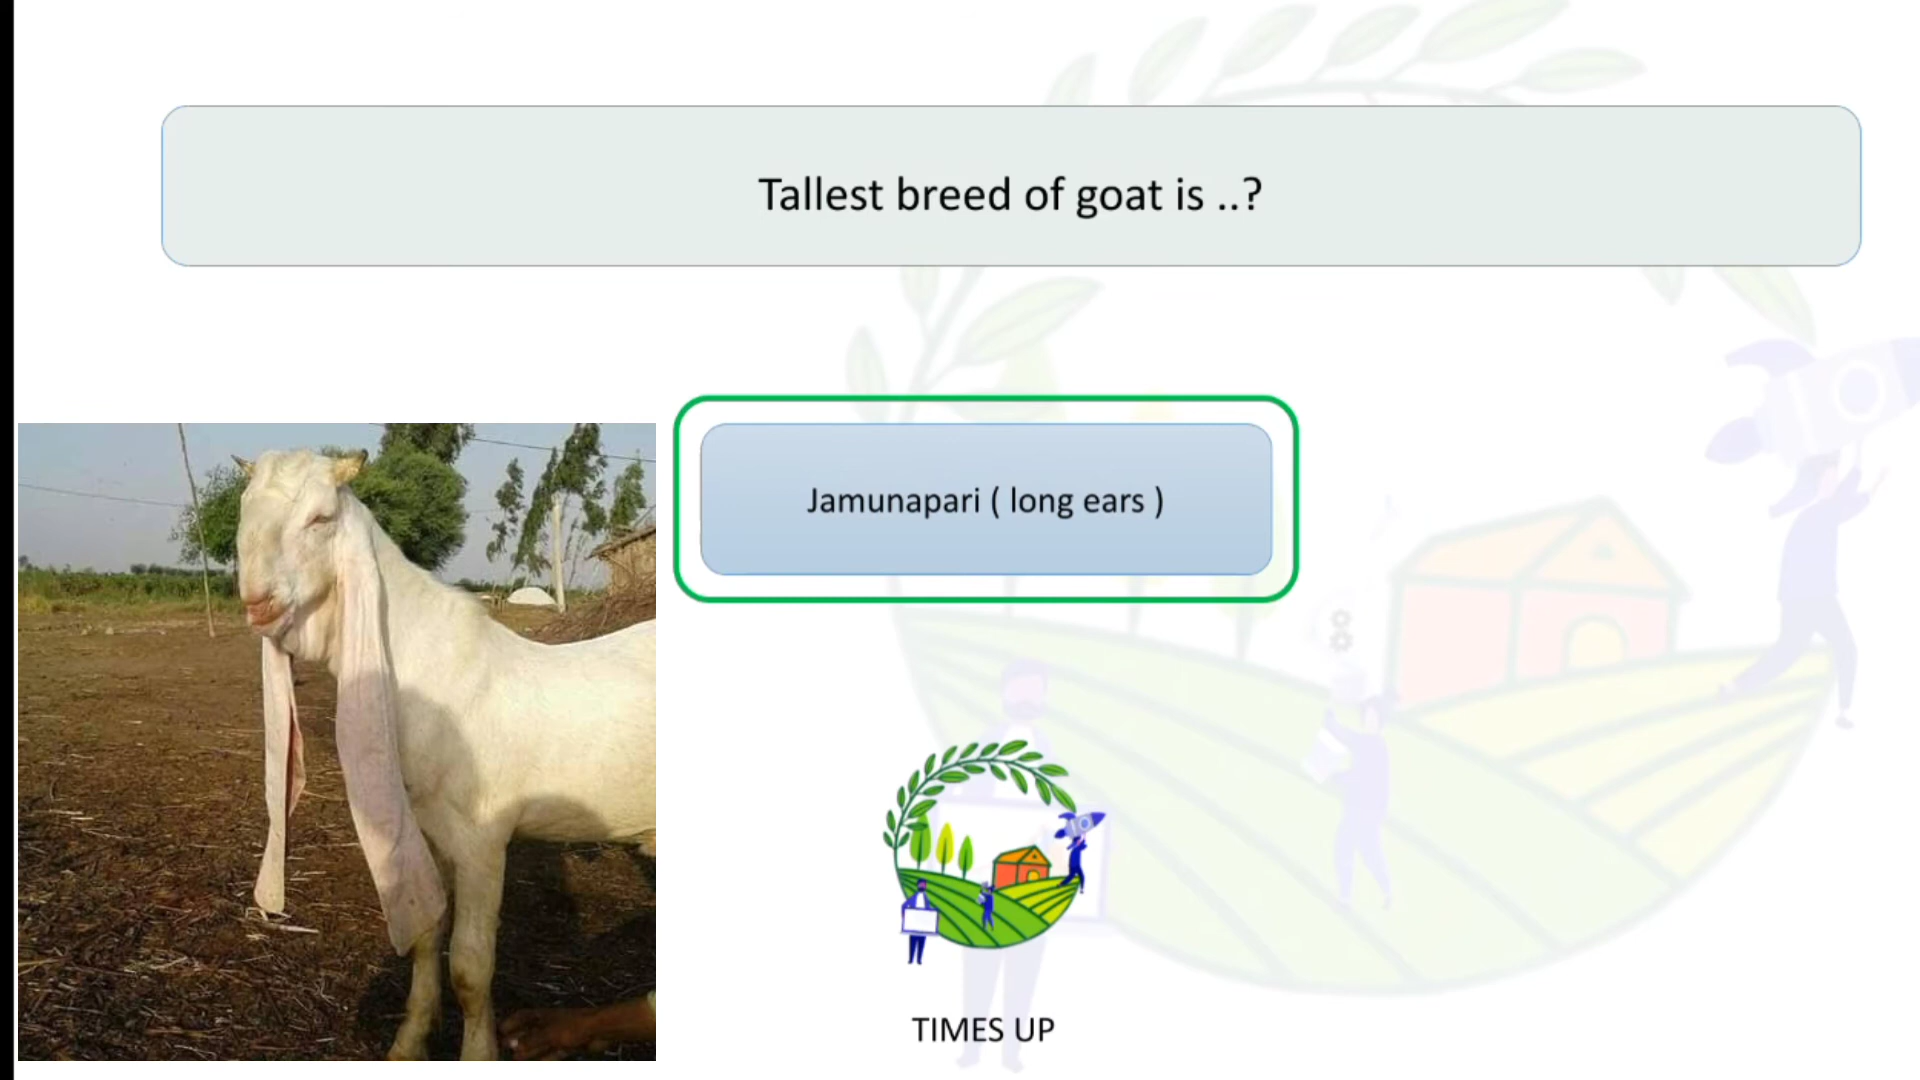 Tallest breed of goat is ..?
Jamunapari ( long ears )
TIMES UP